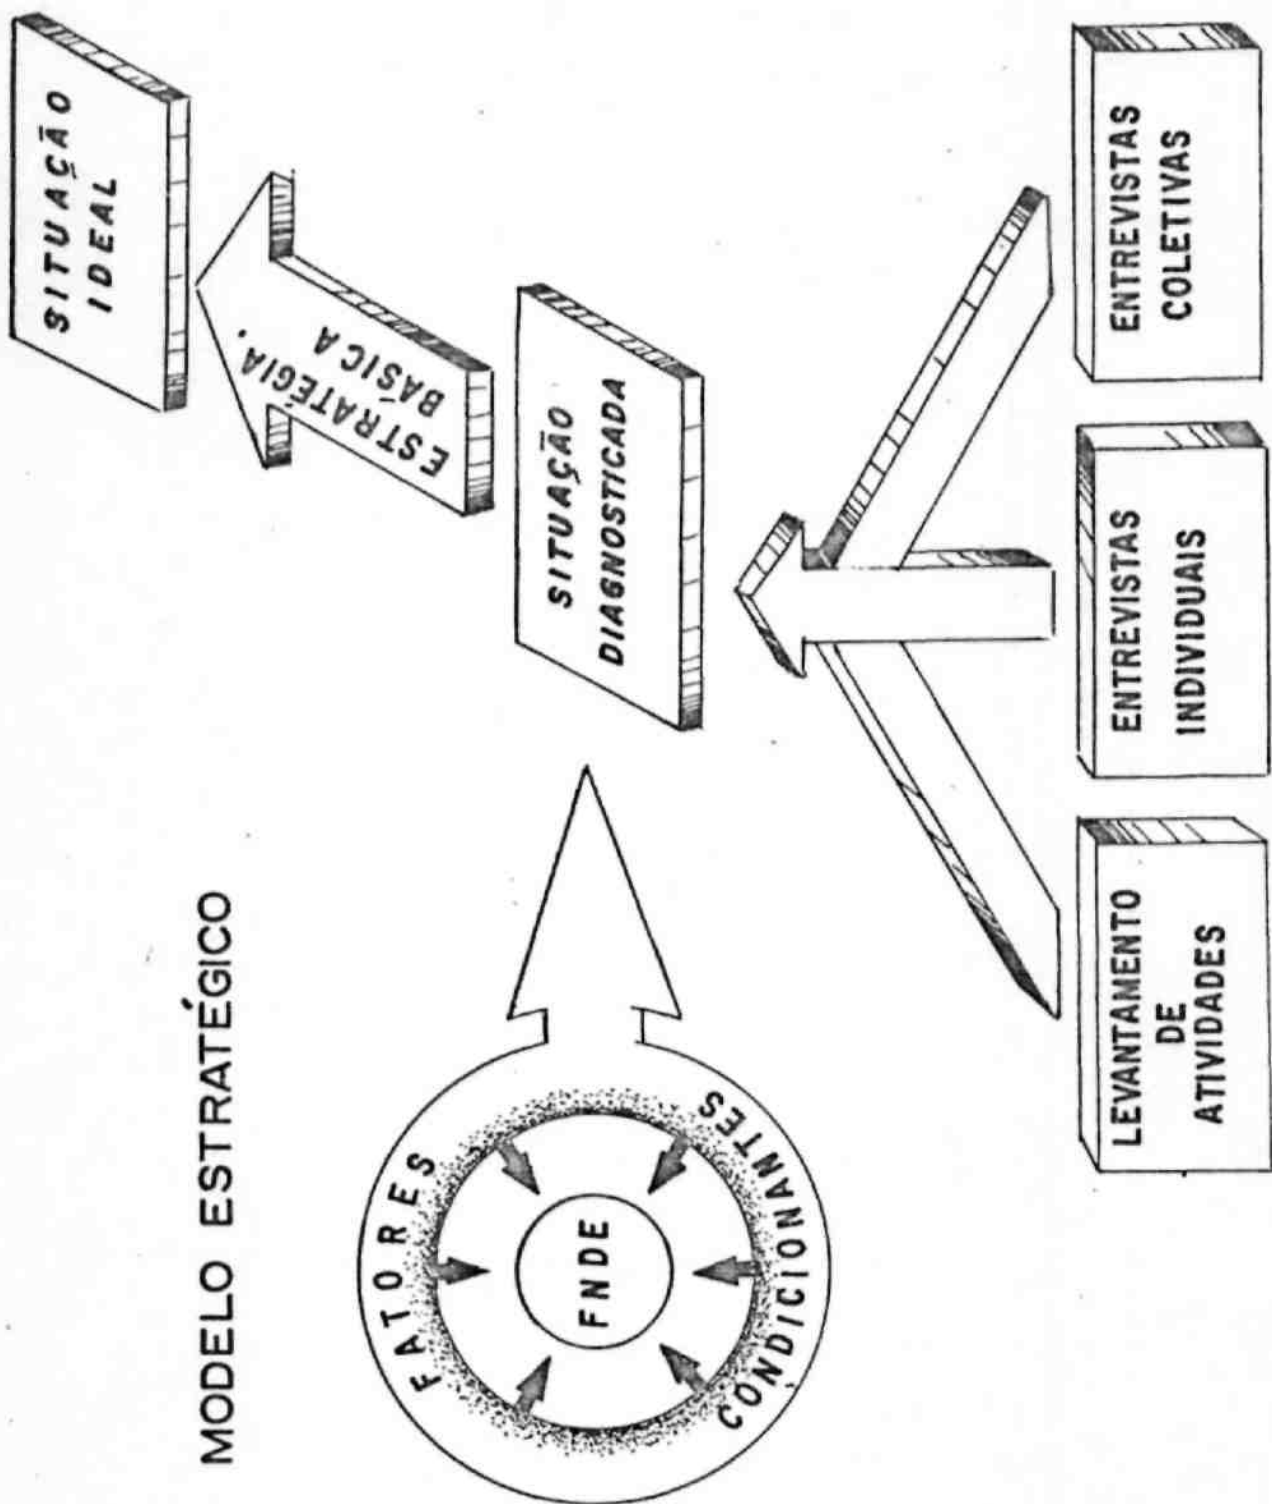 MODELO ESTRATÉGICO
FATORES
CONDICIONANTES
FNDE
SITUAÇÃO
IDEAL
ESTRATÉGIA.
BÁSICA
SITUAÇÃO
DIAGNOSTICADA
LEVANTAMENTO
DE
ATIVIDADES
ENTREVISTAS
INDIVIDUAIS
ENTREVISTAS
COLETIVAS